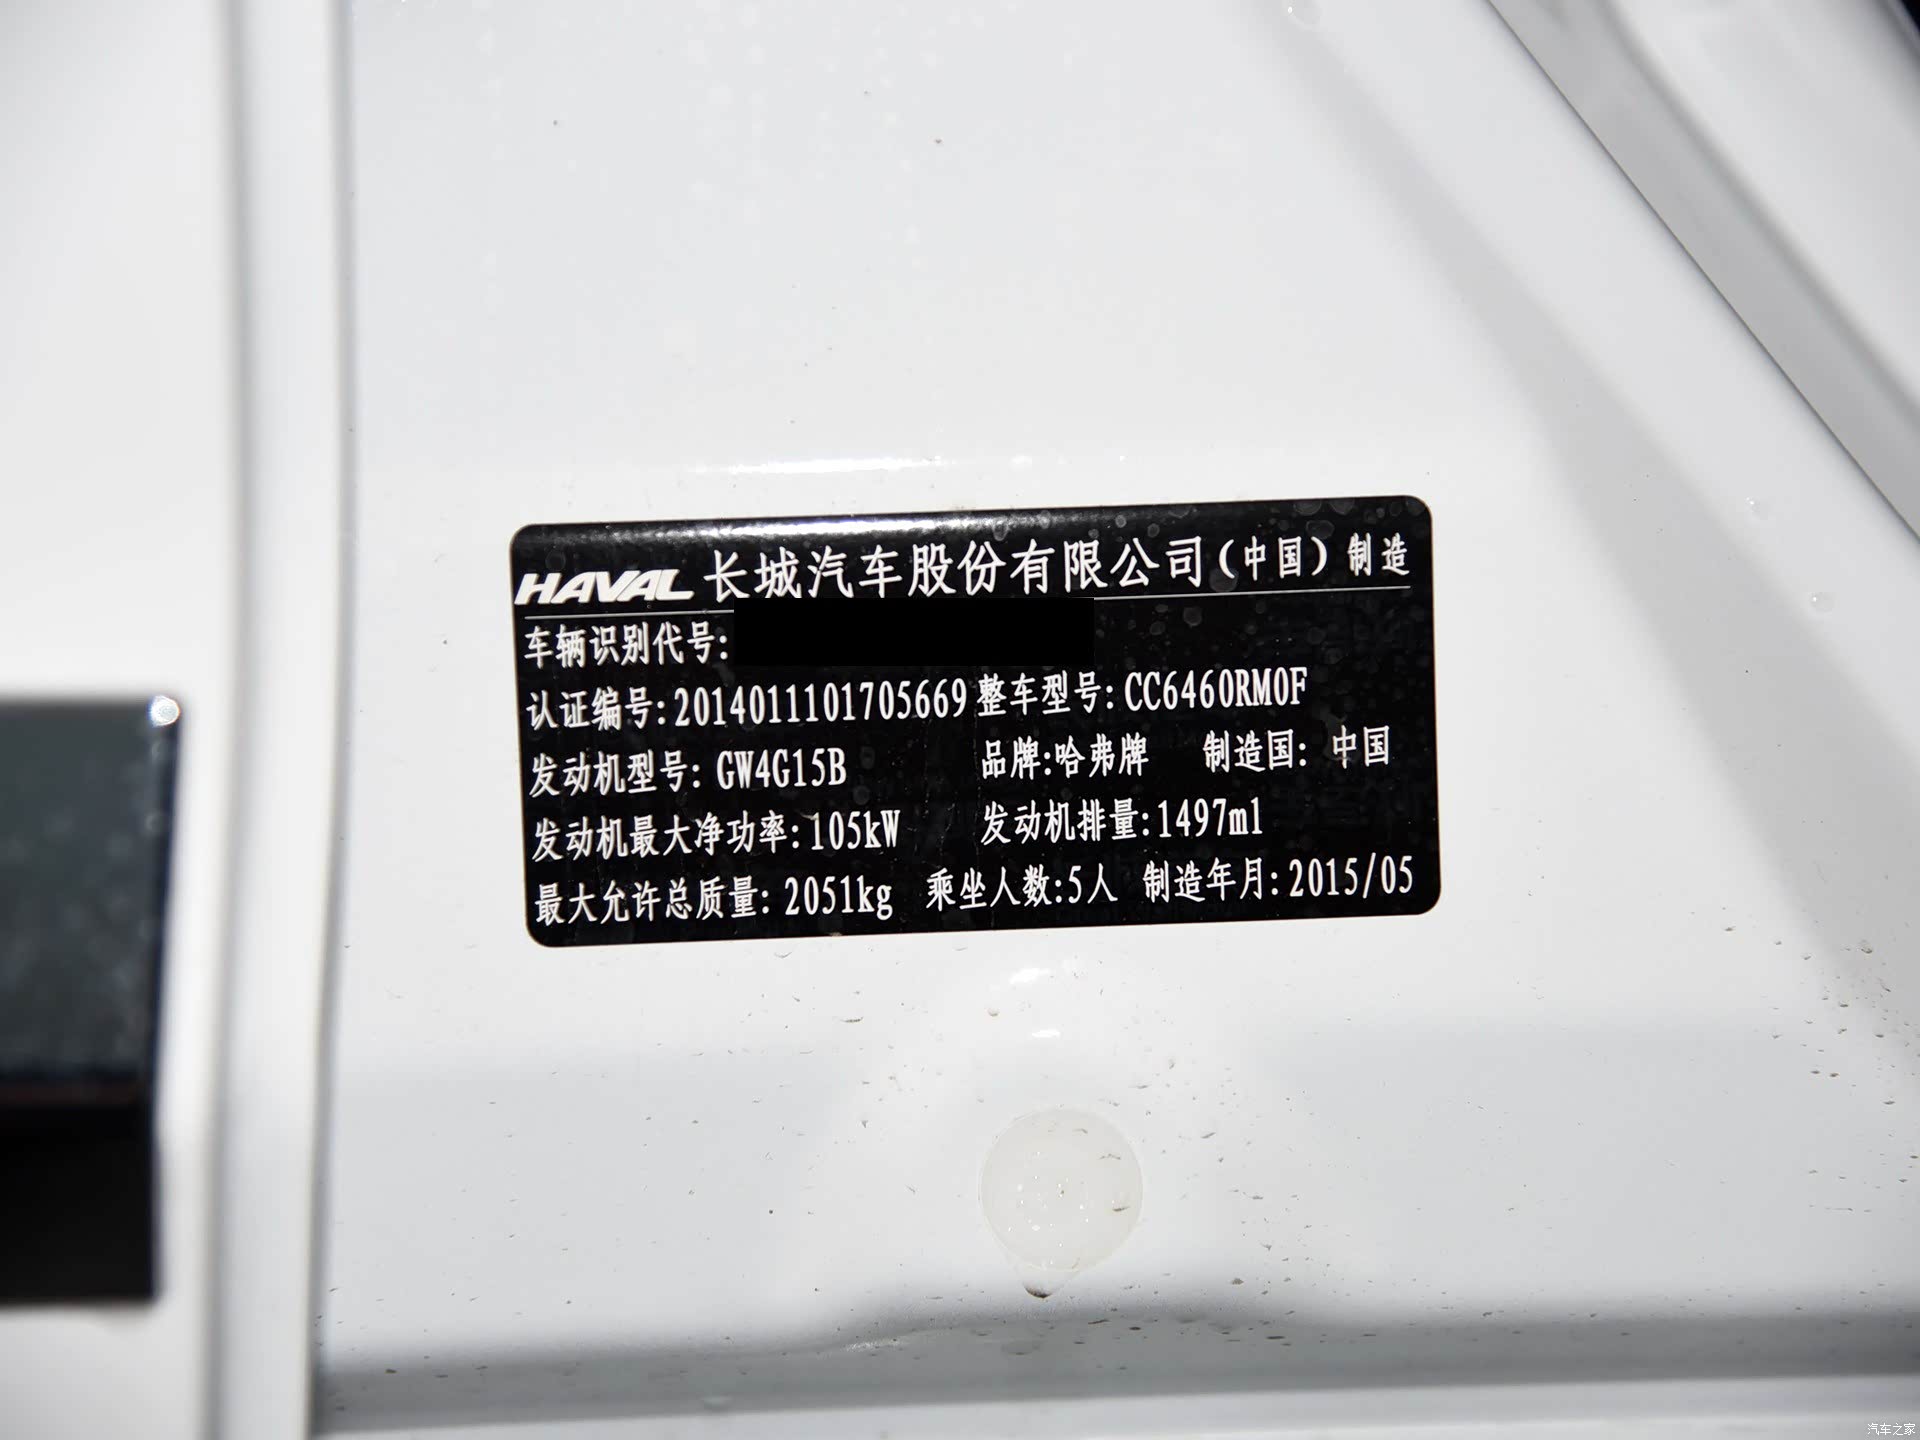 HAVAL 长城汽车股份有限公司(中国)制造
车辆识别代号:
认证编号:2014011101705669 整车型号:CC6460RM0F
发动机型号: GW4G15B 品牌:哈弗牌 制造国: 中国
发动机最大净功率:105kW 发动机排量:1497ml
最大允许总质量: 2051kg 乘坐人数:5人 制造年月:2015/05
汽车之家